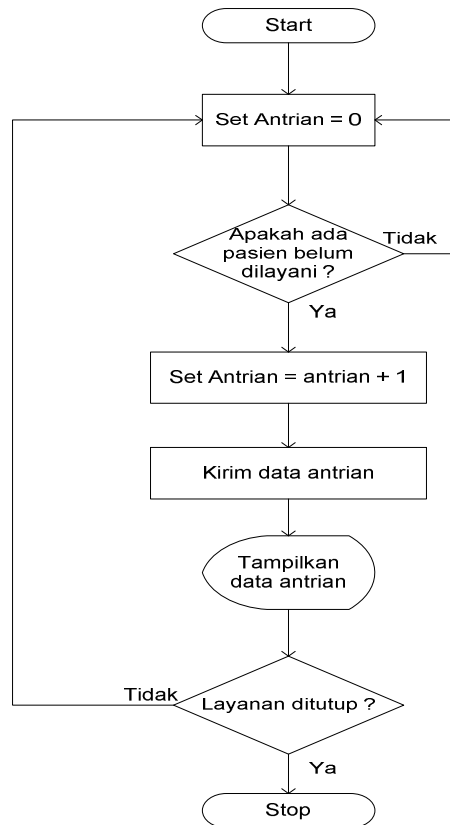 Start
Set Antrian = 0
Apakah ada
pasien belum
dilayani ?
Tidak
Ya
Set Antrian = antrian + 1
Kirim data antrian
Tampilkan
data antrian
Tidak
Layanan ditutup ?
Ya
Stop